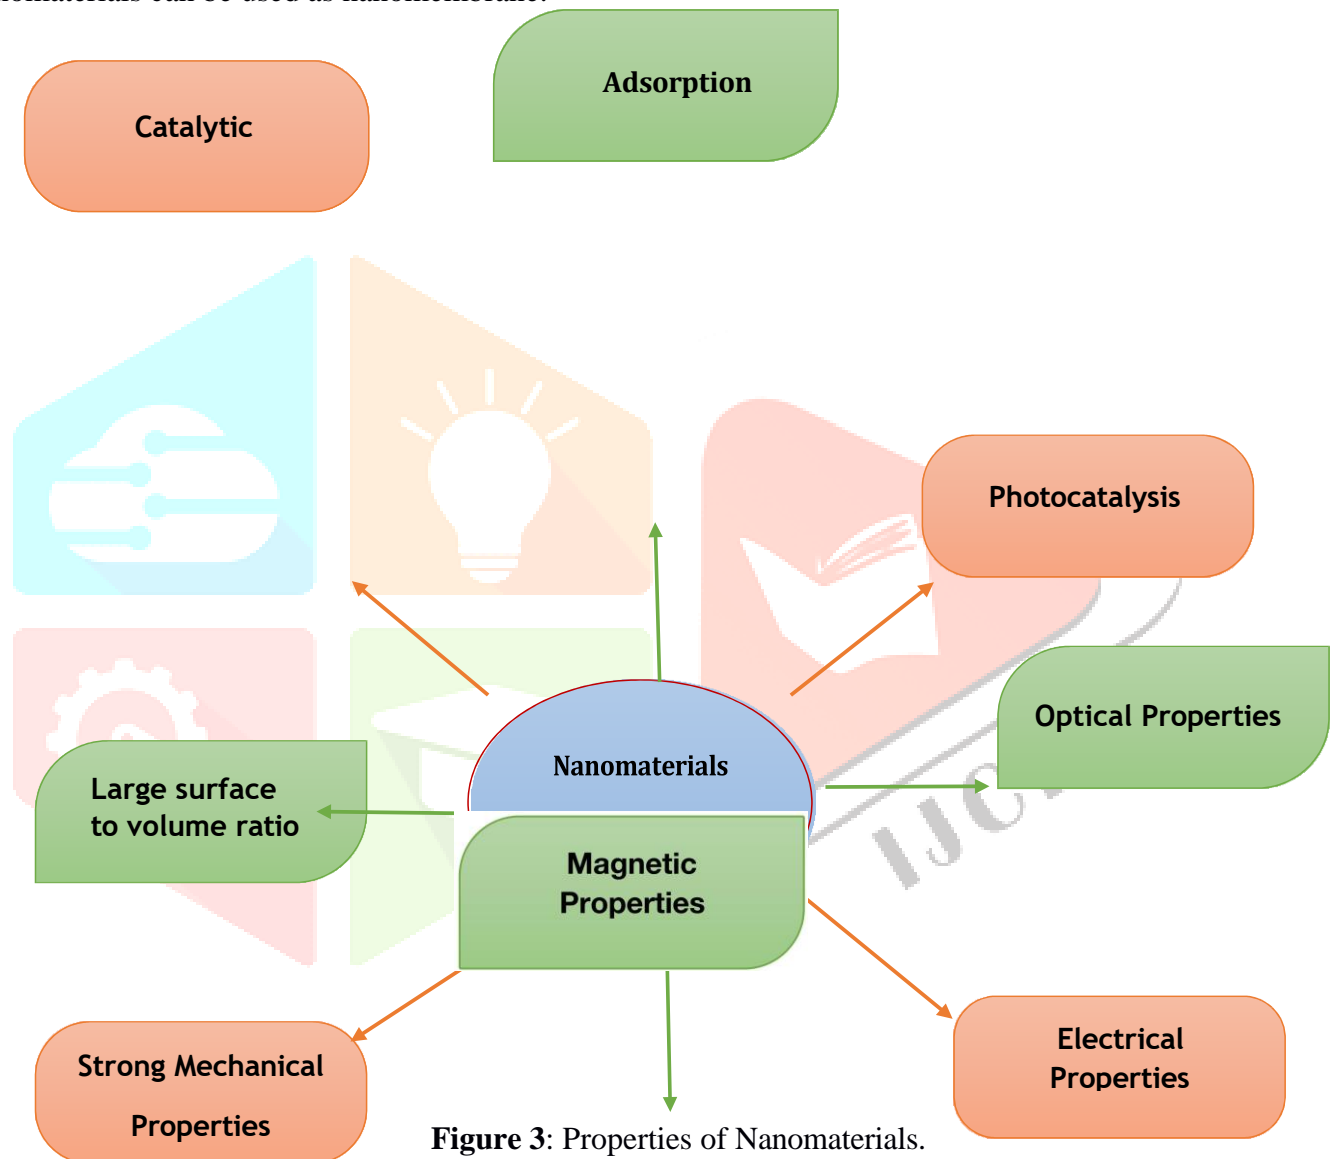 nanomembrane.
Adsorption
Catalytic
Photocatalysis
Optical Properties
Nanomaterials
Large surface
to volume ratio
Magnetic
Properties
Electrical
Properties
Strong Mechanical
Properties
Figure 3: Properties of Nanomaterials.